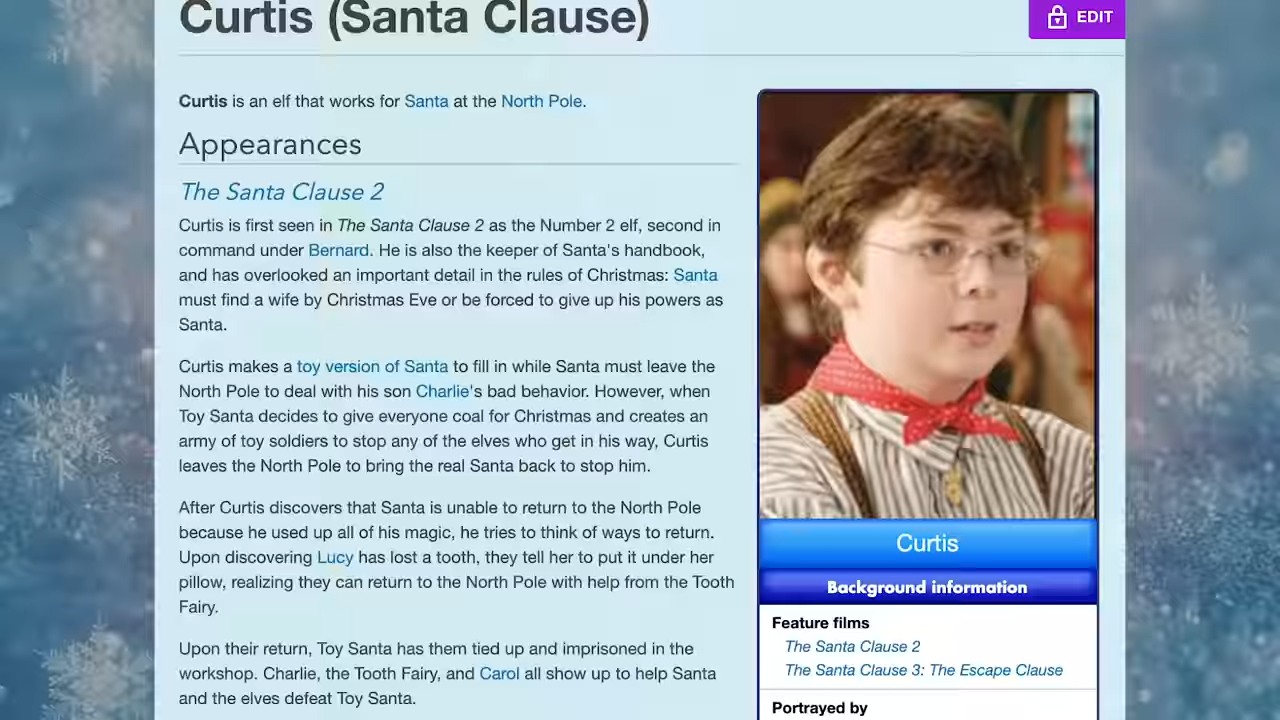 Curtis (Santa Clause)
EDIT
Curtis is an elf that works for Santa at the North Pole.
Appearances
The Santa Clause 2
Curtis is first seen in The Santa Clause 2 as the Number 2 elf, second in
command under Bernard. He is also the keeper of Santa's handbook,
and has overlooked an important detail in the rules of Christmas: Santa
must find a wife by Christmas Eve or be forced to give up his powers as
Santa.
Curtis makes a toy version of Santa to fill in while Santa must leave the
North Pole to deal with his son Charlie's bad behavior. However, when
Toy Santa decides to give everyone coal for Christmas and creates an
army of toy soldiers to stop any of the elves who get in his way, Curtis
leaves the North Pole to bring the real Santa back to stop him.
After Curtis discovers that Santa is unable to return to the North Pole
because he used up all of his magic, he tries to think of ways to return.
Upon discovering Lucy has lost a tooth, they tell her to put it under her
pillow, realizing they can return to the North Pole with help from the Tooth
Fairy.
Upon their return, Toy Santa has them tied up and imprisoned in the
workshop. Charlie, the Tooth Fairy, and Carol all show up to help Santa
and the elves defeat Toy Santa.
Curtis
Background information
Feature films
The Santa Clause 2
The Santa Clause 3: The Escape Clause
Portrayed by